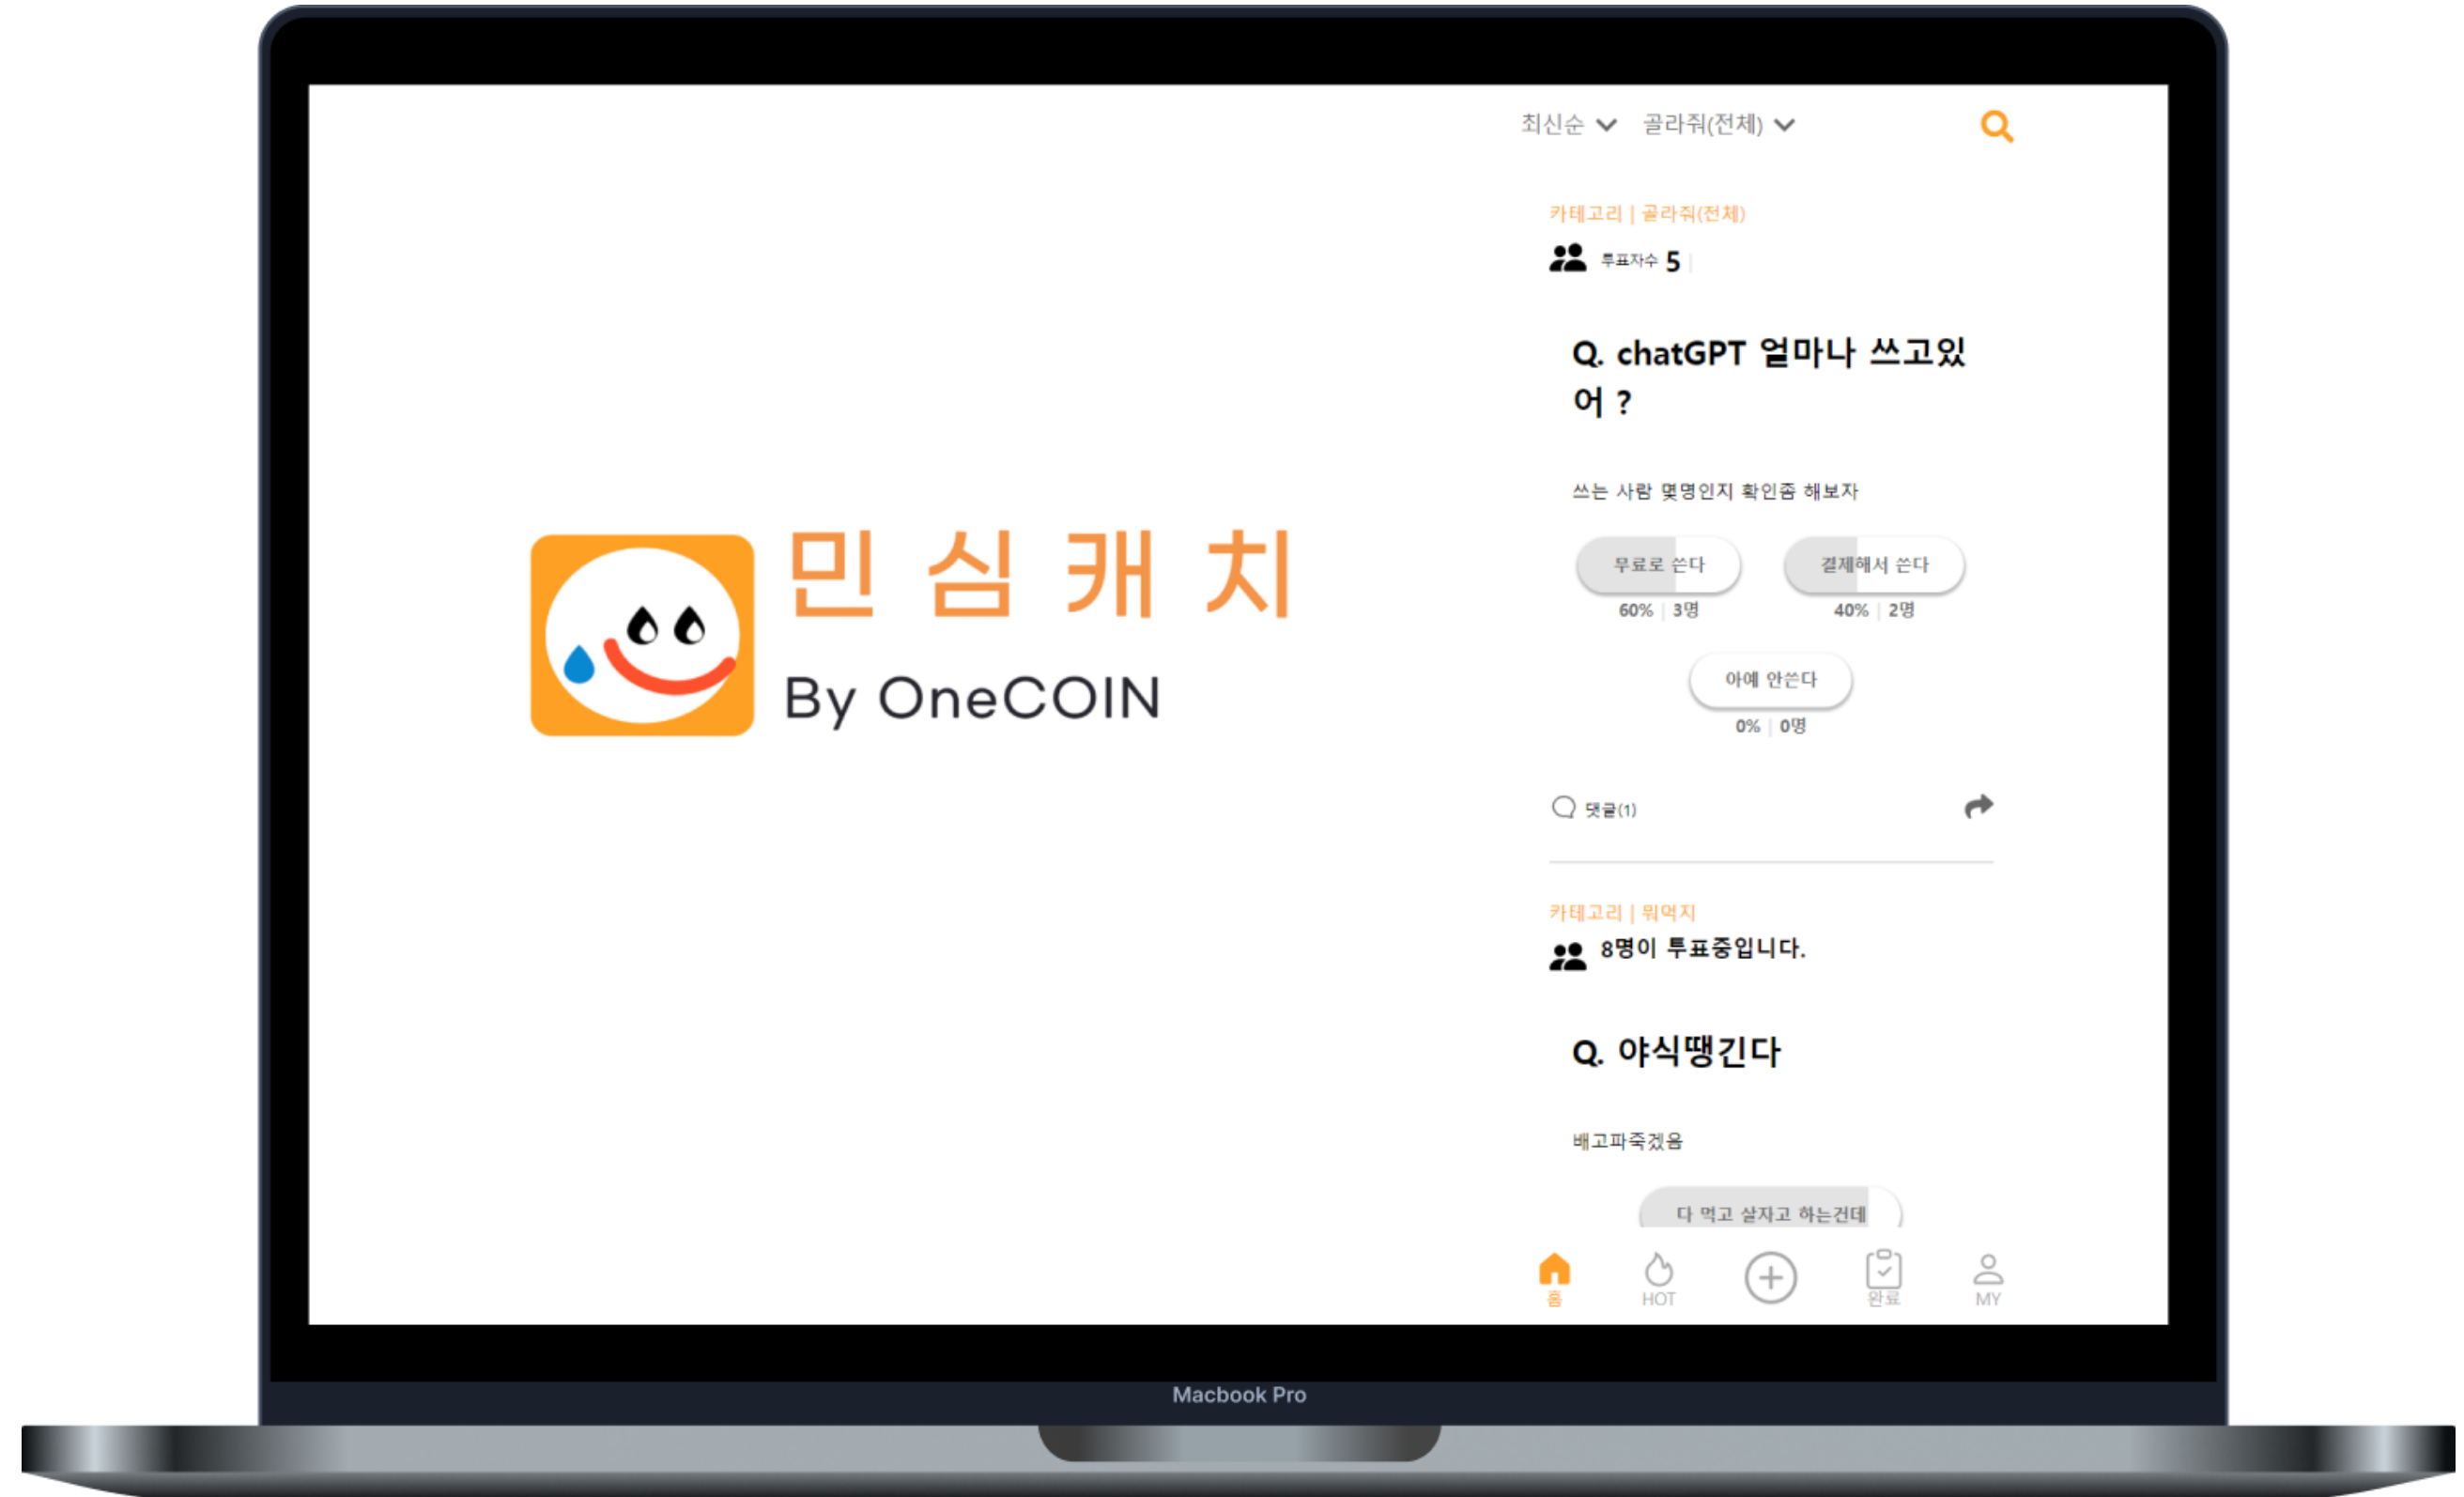 민심캐치
By OneCOIN
최신순 골라줘(전체)
카테고리 | 골라줘(전체)
투표자수 5 |
Q. chatGPT 얼마나 쓰고있
어 ?
쓰는 사람 몇명인지 확인좀 해보자
무료로 쓴다 결제해서 쓴다
60% | 3명 40% | 2명
아예 안쓴다
0% | 0명
댓글(1)
카테고리 | 뭐먹지
8명이 투표중입니다.
Q. 야식땡긴다
배고파죽겠음
다 먹고 살자고 하는건데
홈 HOT 완료 MY
Macbook Pro